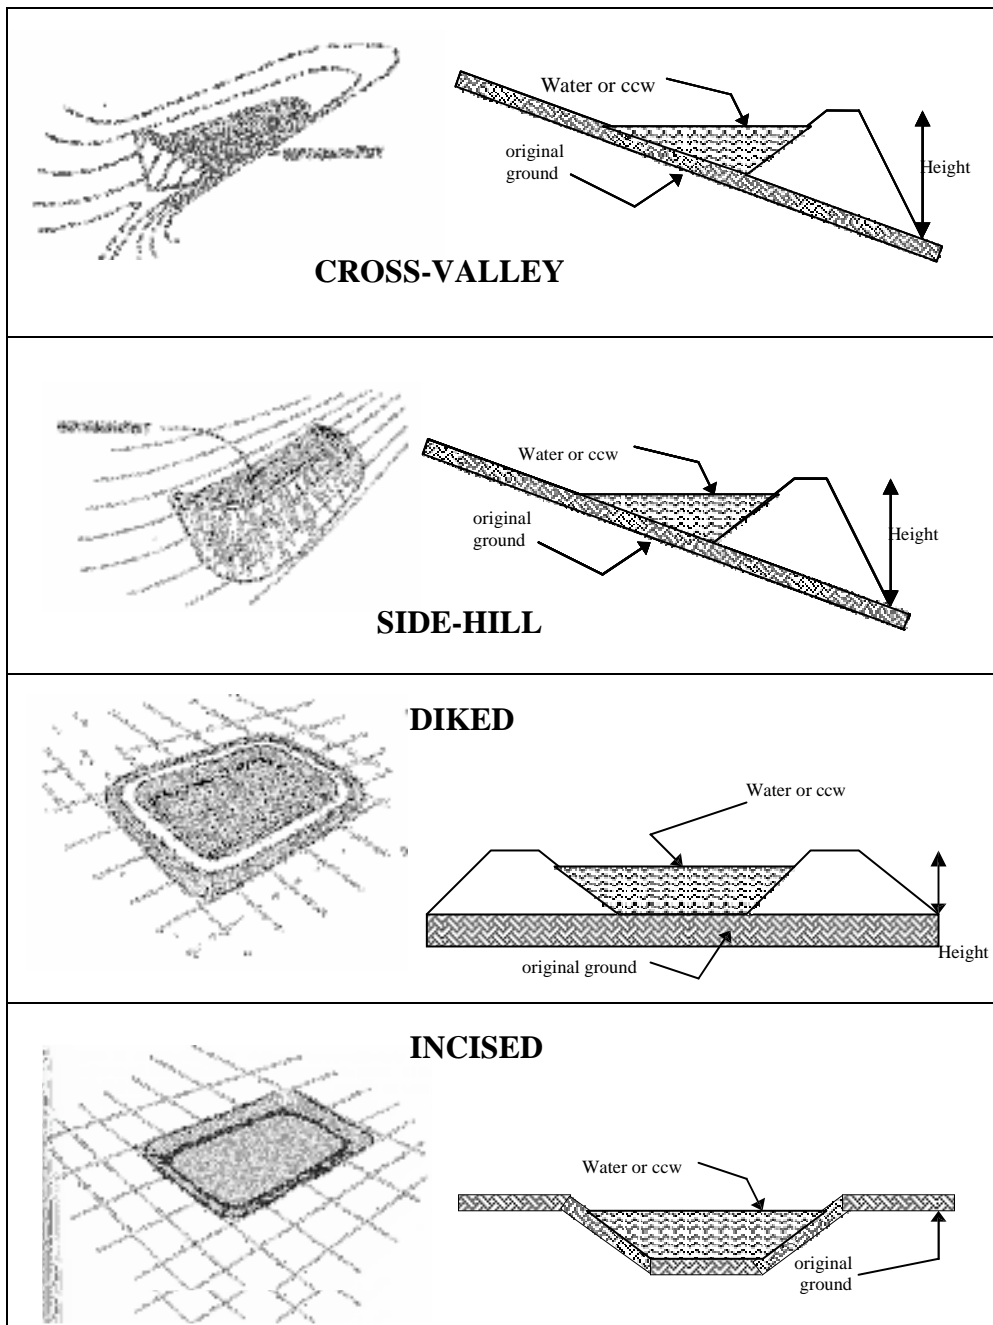 Water or ccw
original
ground
Height
CROSS-VALLEY
Water or ccw
original
ground
Height
SIDE-HILL
DIKED
Water or ccw
original ground
Height
INCISED
Water or ccw
original
ground